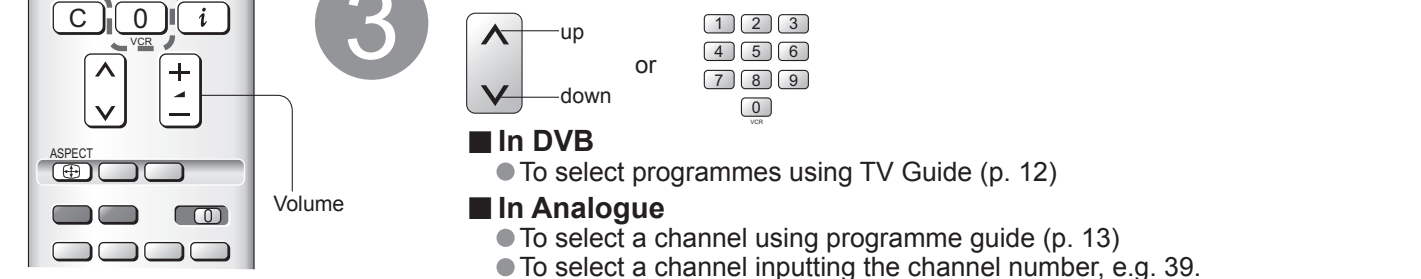 C 0 i
VCR
ASPECT
0
Volume
3
up
or
down
1 2 3
4 5 6
7 8 9
0
VCR
■ In DVB
● To select programmes using TV Guide (p. 12)
■ In Analogue
● To select a channel using programme guide (p. 13)
● To select a channel inputting the channel number, e.g. 39.